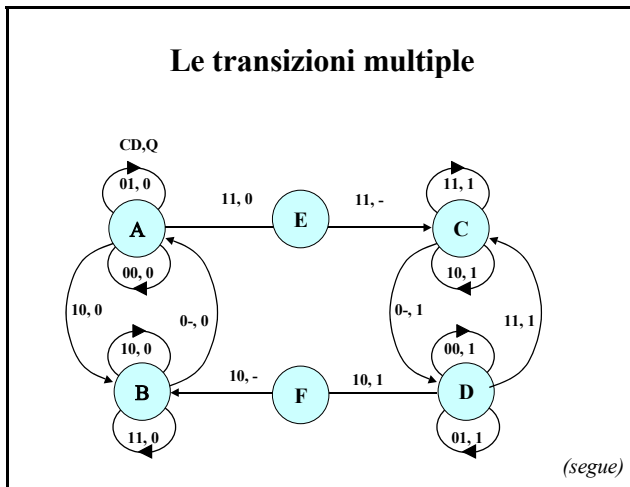 Le transizioni multiple
CD,Q
01, 0
11, 0
E
11, -
11, 1
A
C
00, 0
10, 1
10, 0
0-, 0
0-, 1
11, 1
10, 0
00, 1
B
10, -
F
10, 1
D
11, 0
01, 1
(segue)